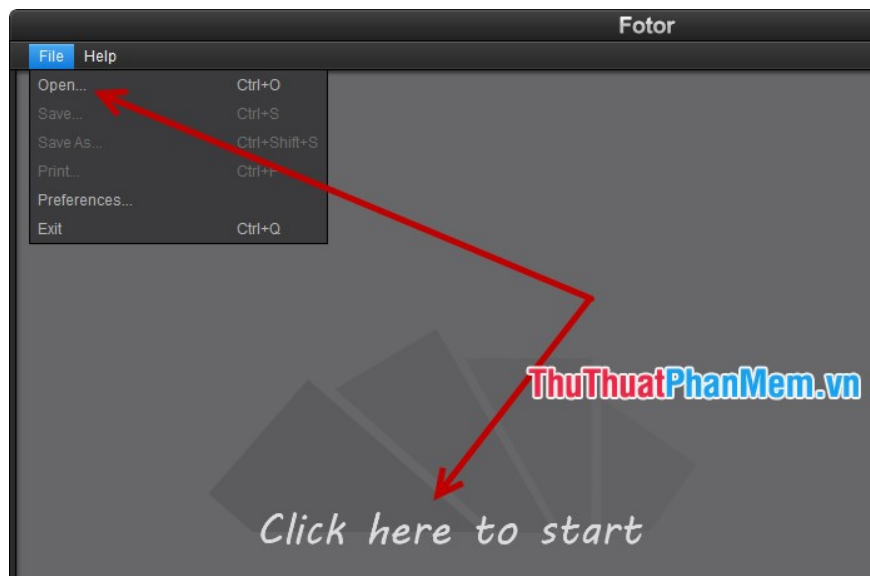 Fotor
File Help
Open... Ctrl+O
Save... Ctrl+S
Save As... Ctrl+Shift+S
Print... Ctrl+P
Preferences...
Exit Ctrl+Q
ThuThuatPhanMem.vn
Click here to start